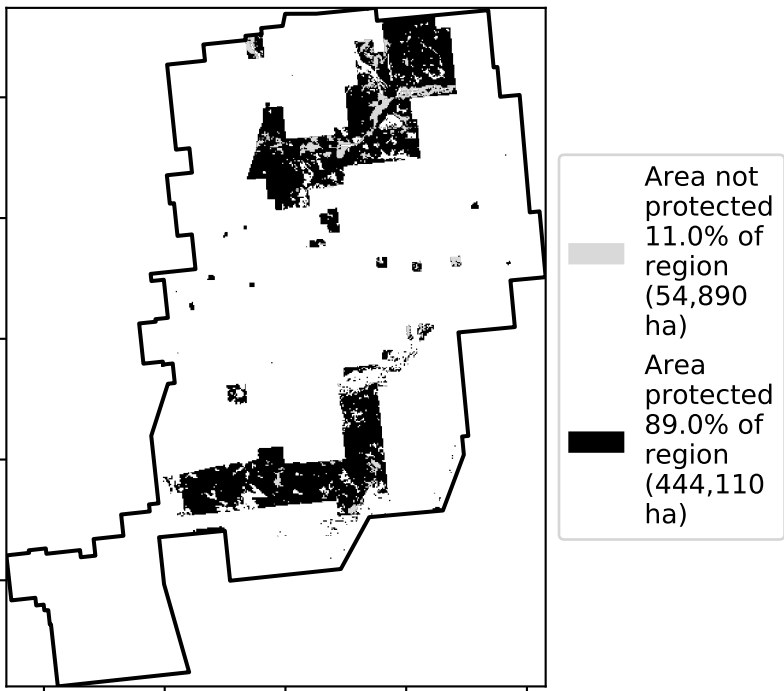 Area not
protected
11.0% of
region
(54,890
ha)
Area
protected
89.0% of
region
(444,110
ha)